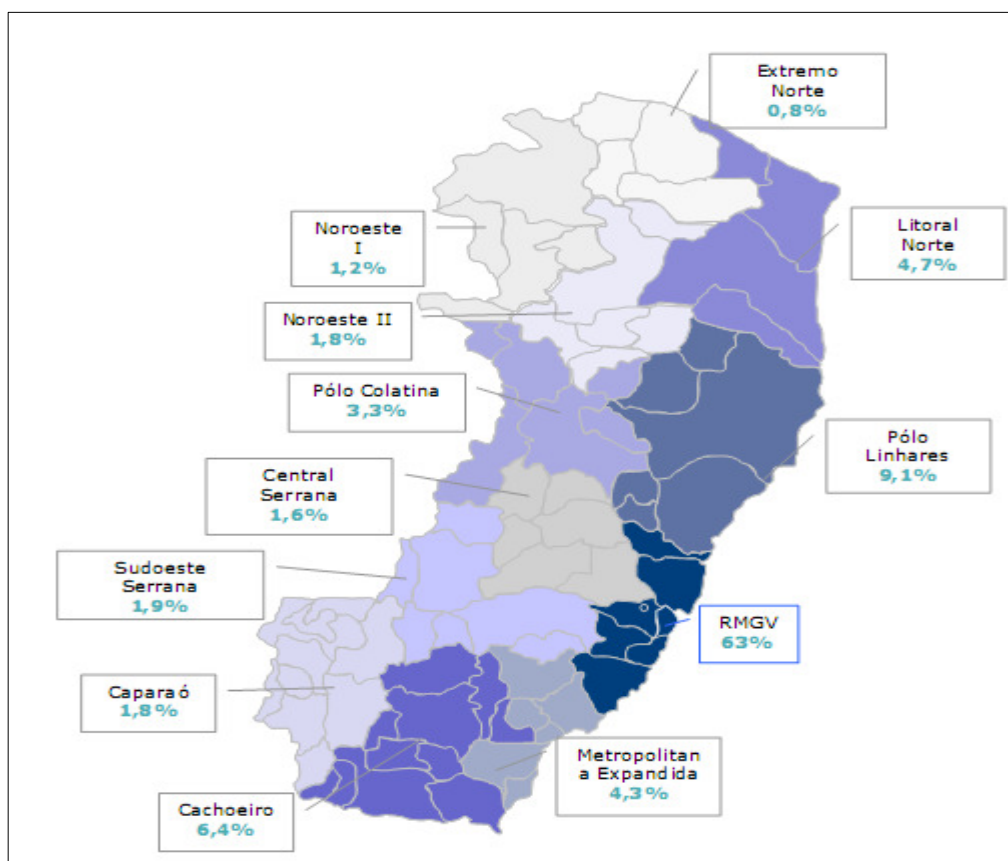 Extremo
Norte
0,8%
Noroeste
I
1,2%
Litoral
Norte
4,7%
Noroeste II
1,8%
Pólo Colatina
3,3%
Pólo
Linhares
9,1%
Central
Serrana
1,6%
Sudoeste
Serrana
1,9%
RMGV
63%
Caparaó
1,8%
Metropolitan
a Expandida
4,3%
Cachoeiro
6,4%